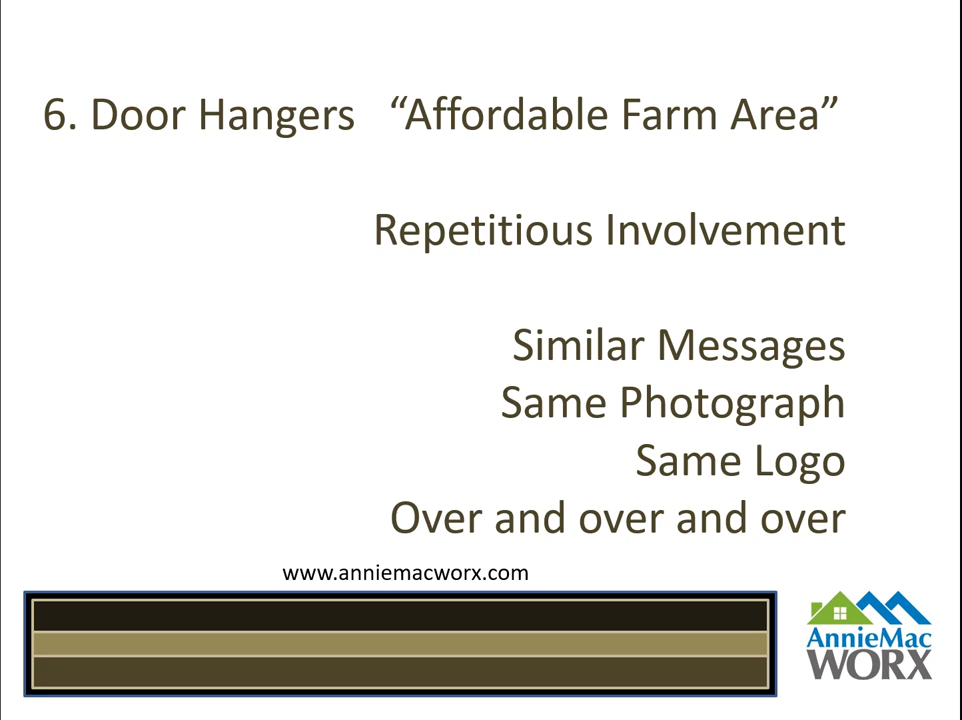 6. Door Hangers “Affordable Farm Area”
Repetitious Involvement
Similar Messages
Same Photograph
Same Logo
Over and over and over
www.anniemacworx.com
AnnieMac
WORX